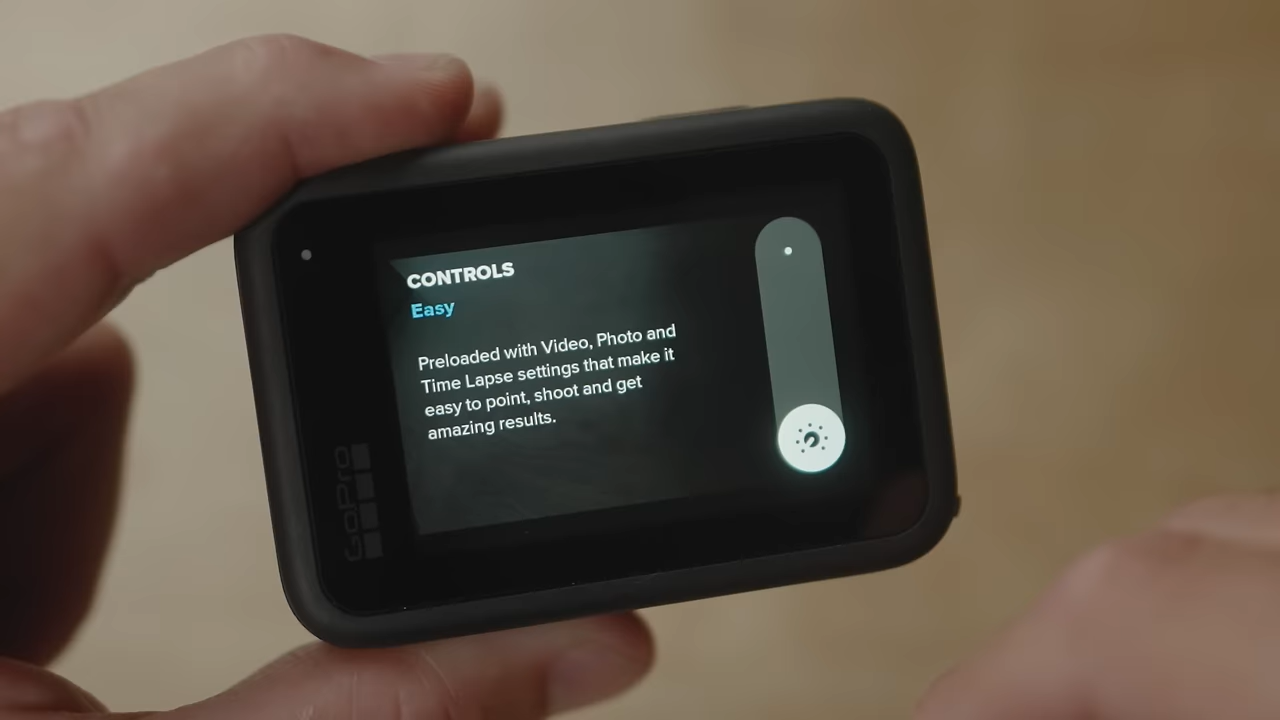 CONTROLS
Easy
Preloaded with Video, Photo and
Time Lapse settings that make it
easy to point, shoot and get
amazing results.
GoPro